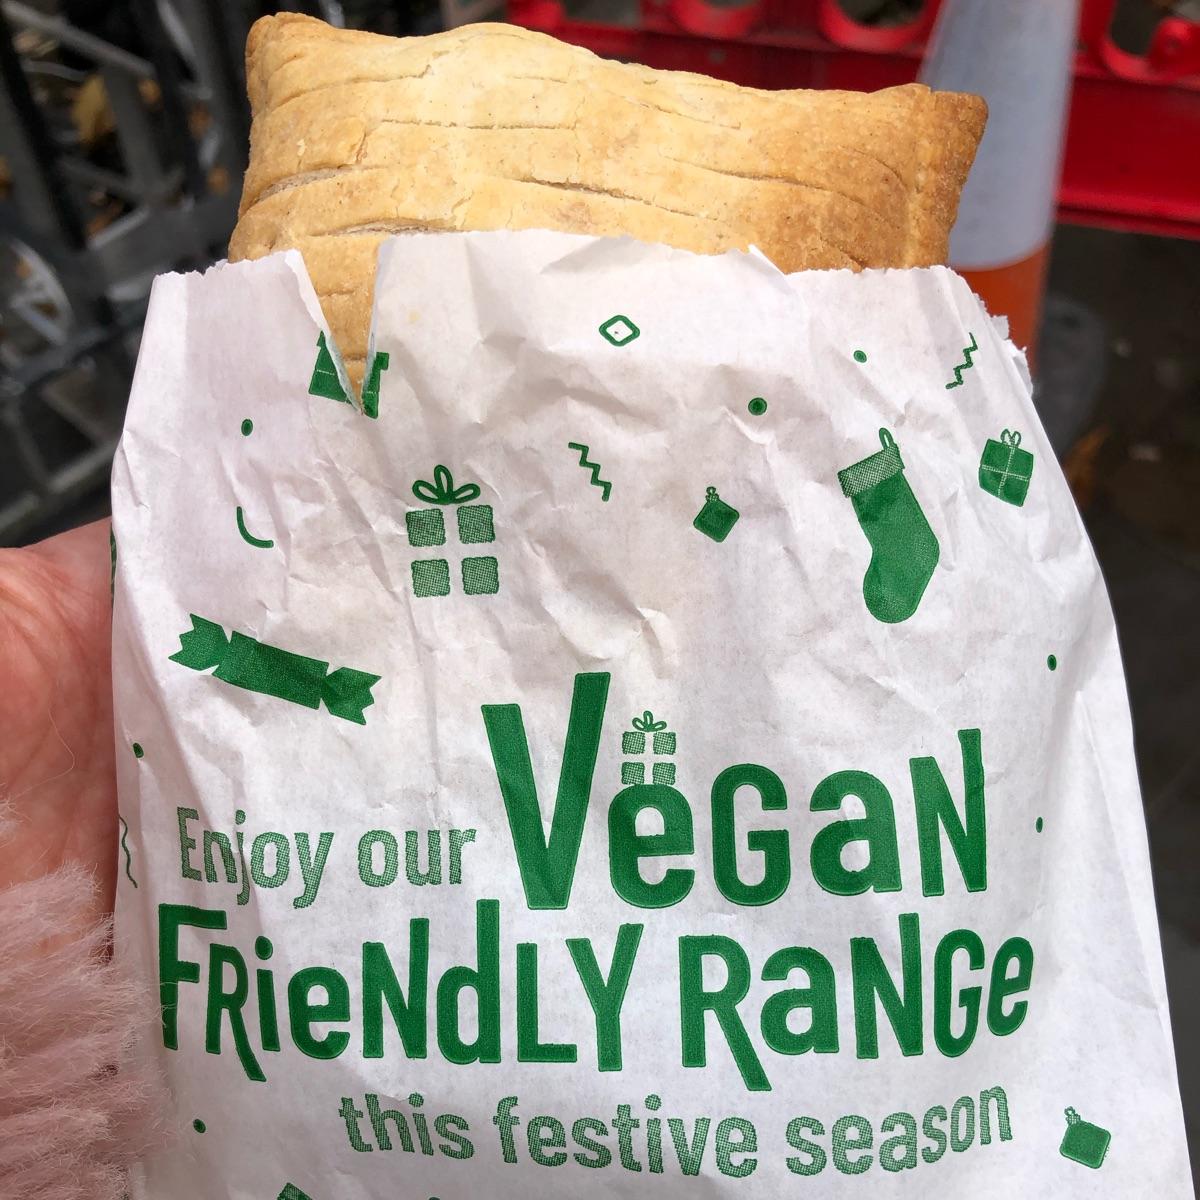 Enjoy our VeGaN
FRieNdLY RaNGe
this festive season